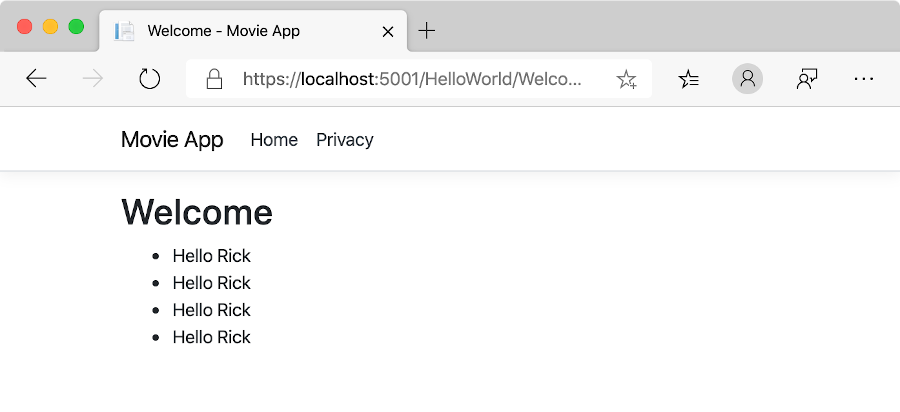 Welcome - Movie App
https://localhost:5001/HelloWorld/Welco...
Movie App Home Privacy
Welcome
• Hello Rick
• Hello Rick
• Hello Rick
• Hello Rick